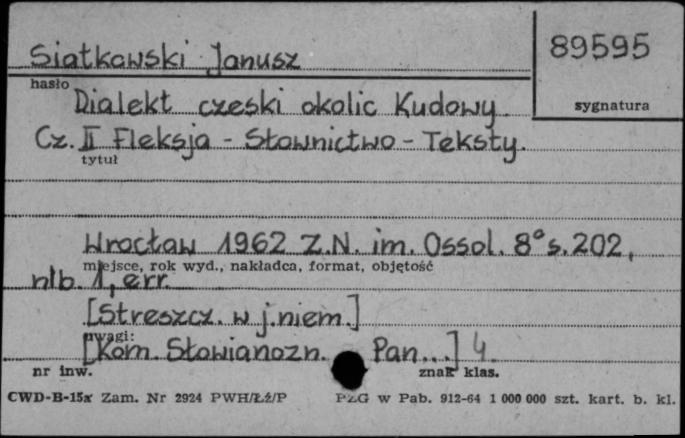 Siatkowski Janusz
89595
hasło
sygnatura
Dialekt czeski okolic Kudowy.
Cz. II Fleksja - Słownictwo - Teksty.
tytuł
Wrocław 1962 Z.N. im. Ossol. 8° s. 202,
miejsce, rok wyd., nakładca, format, objętość
nlb. 1, err.
[Streszcz. w j. niem.]
uwagi:
[Kom. Słowianozn. Pan...] 4.
nr inw. znak klas.
CWD-B-15a Zam. Nr 2924 PWH/Łź/P PZG w Pab. 912-64 1 000 000 szt. kart. b. kl.